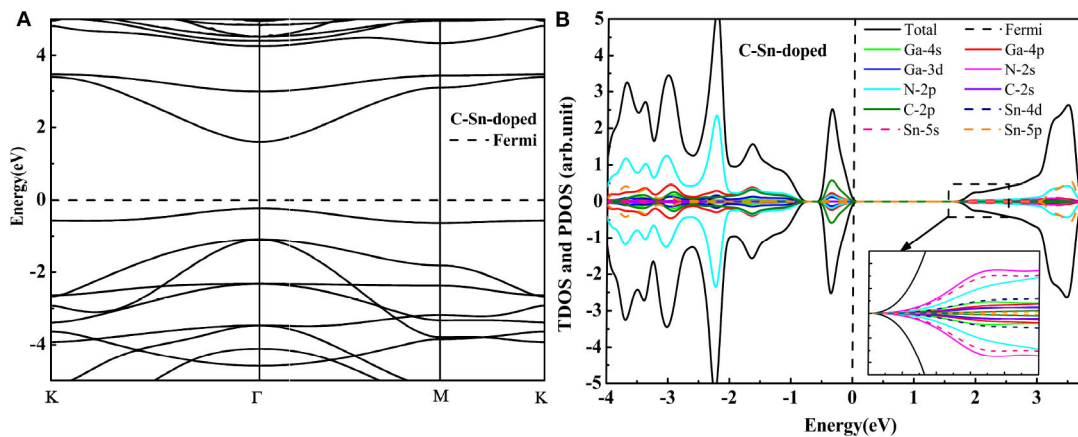 A
4
2
0
-2
-4
Energy(eV)
C-Sn-doped
Fermi
K
Γ
M
K
B
5
4
3
2
1
0
-1
-2
-3
-4
-5
TDOS and PDOS (arb.unit)
C-Sn-doped
Total
Fermi
Ga-4s
Ga-4p
Ga-3d
N-2s
N-2p
C-2s
C-2p
Sn-4d
Sn-5s
Sn-5p
-4
-3
-2
-1
0
1
2
3
Energy(eV)